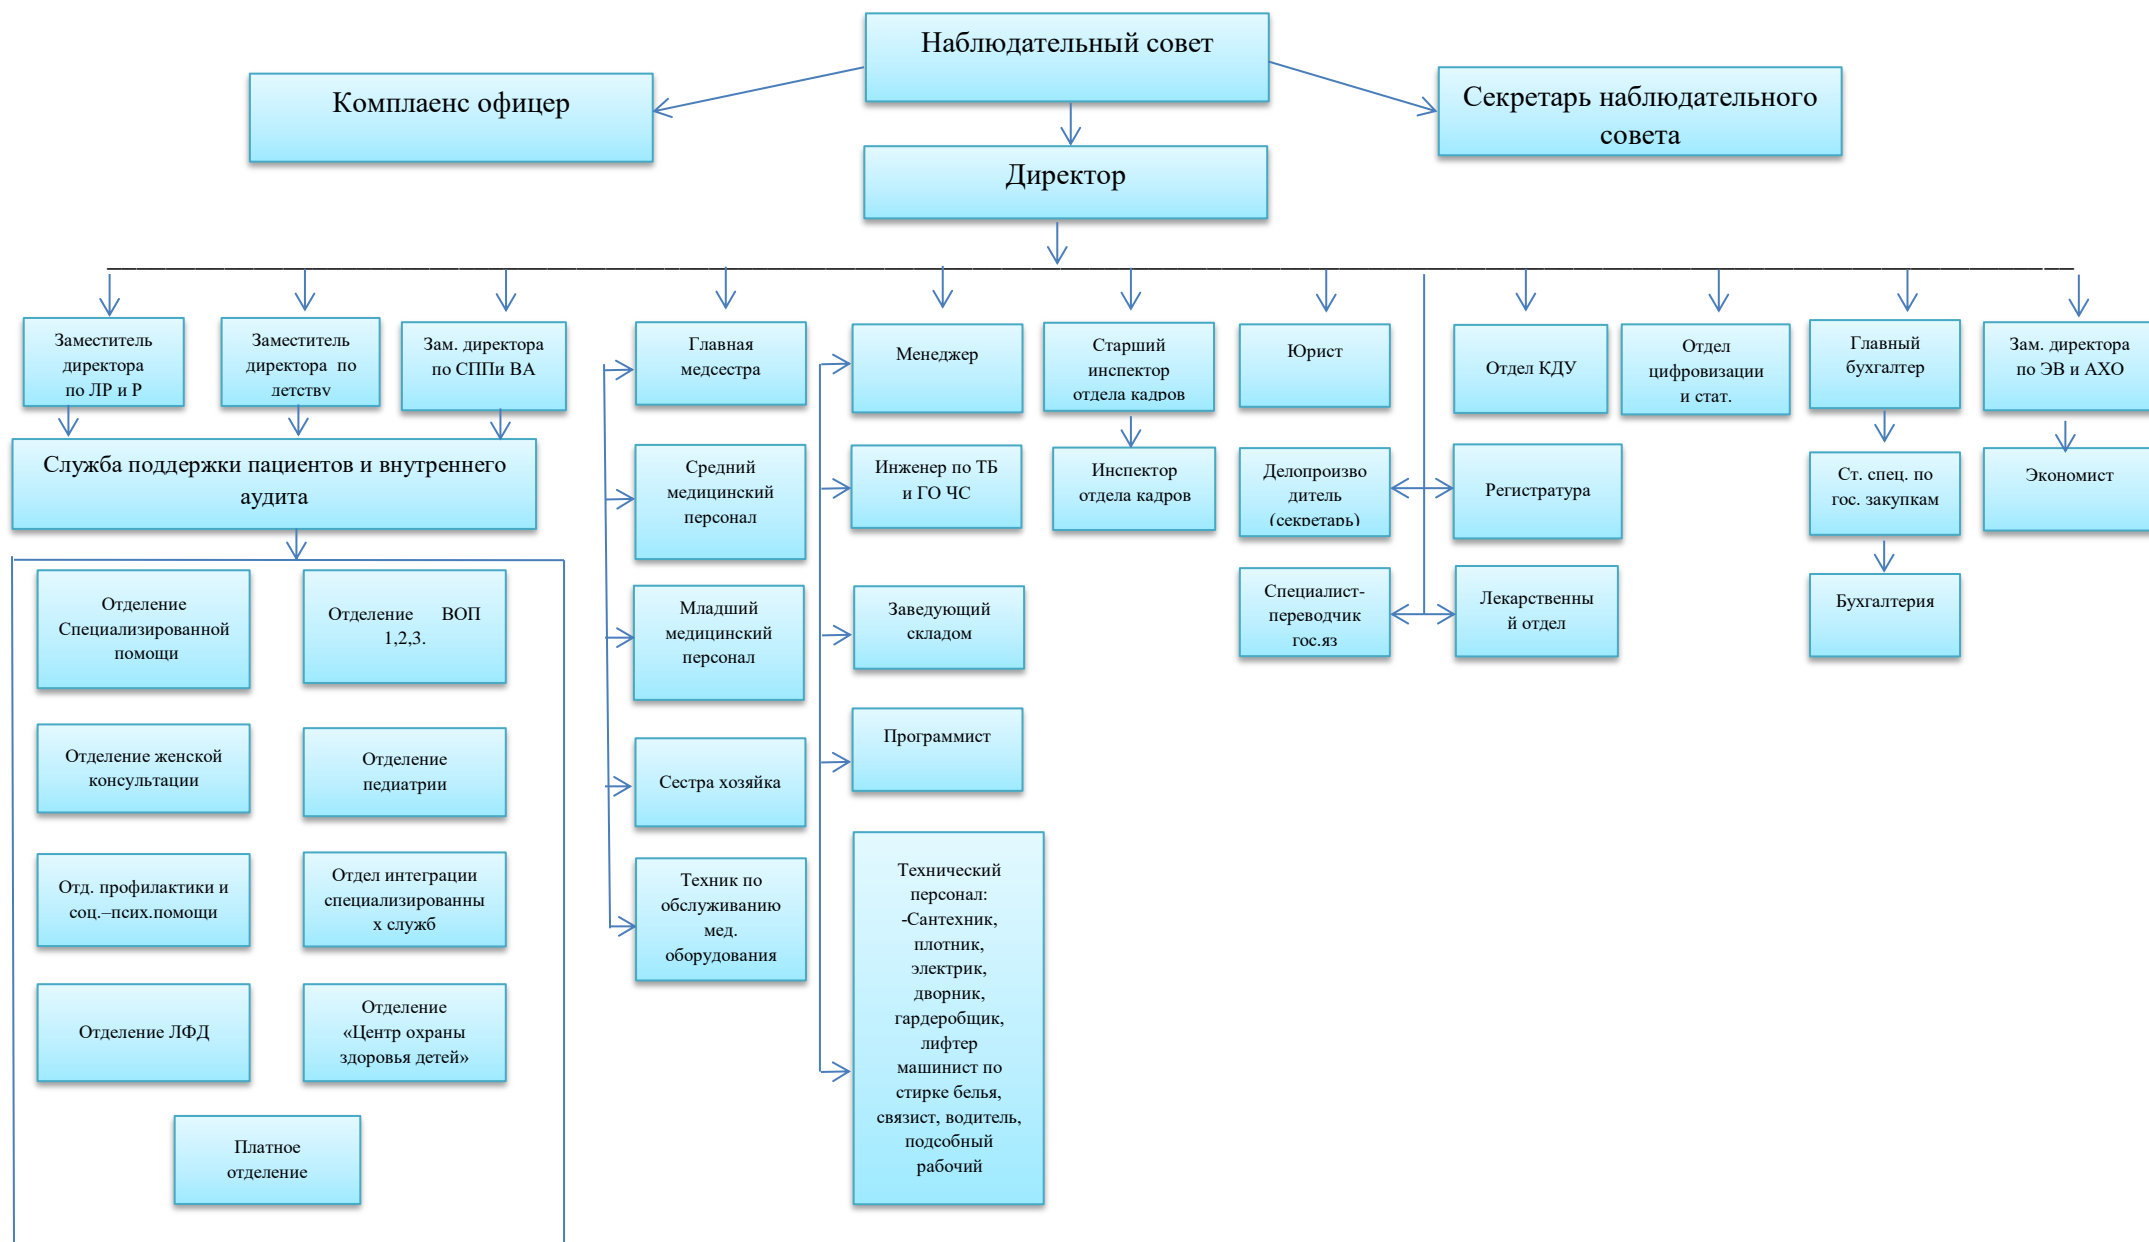 Наблюдательный совет
Комплаенс офицер
Секретарь наблюдательного
совета
Директор
Заместитель
директора
по ЛР и Р
Заместитель
директора по
детству
Зам. директора
по СППи ВА
Главная
медсестра
Менеджер
Старший
инспектор
отдела кадров
Юрист
Отдел КДУ
Отдел
цифровизации
и стат.
Главный
бухгалтер
Зам. директора
по ЭВ и АХО
Служба поддержки пациентов и внутреннего
аудита
Средний
медицинский
персонал
Инженер по ТБ
и ГО ЧС
Инспектор
отдела кадров
Делопроизво
дитель
(секретарь)
Регистратура
Ст. спец. по
гос. закупкам
Экономист
Отделение
Специализированной
помощи
Отделение ВОП
1,2,3.
Младший
медицинский
персонал
Заведующий
складом
Специалист-
переводчик
гос.яз
Лекарственны
й отдел
Бухгалтерия
Отделение женской
консультации
Отделение
педиатрии
Сестра хозяйка
Программист
Отд. профилактики и
соц.–псих.помощи
Отдел интеграции
специализированны
х служб
Техник по
обслуживанию
мед.
оборудования
Технический
персонал:
-Сантехник,
плотник,
электрик,
дворник,
гардеробщик,
лифтер
машинист по
стирке белья,
связист, водитель,
подсобный
рабочий
Отделение ЛФД
Отделение
«Центр охраны
здоровья детей»
Платное
отделение